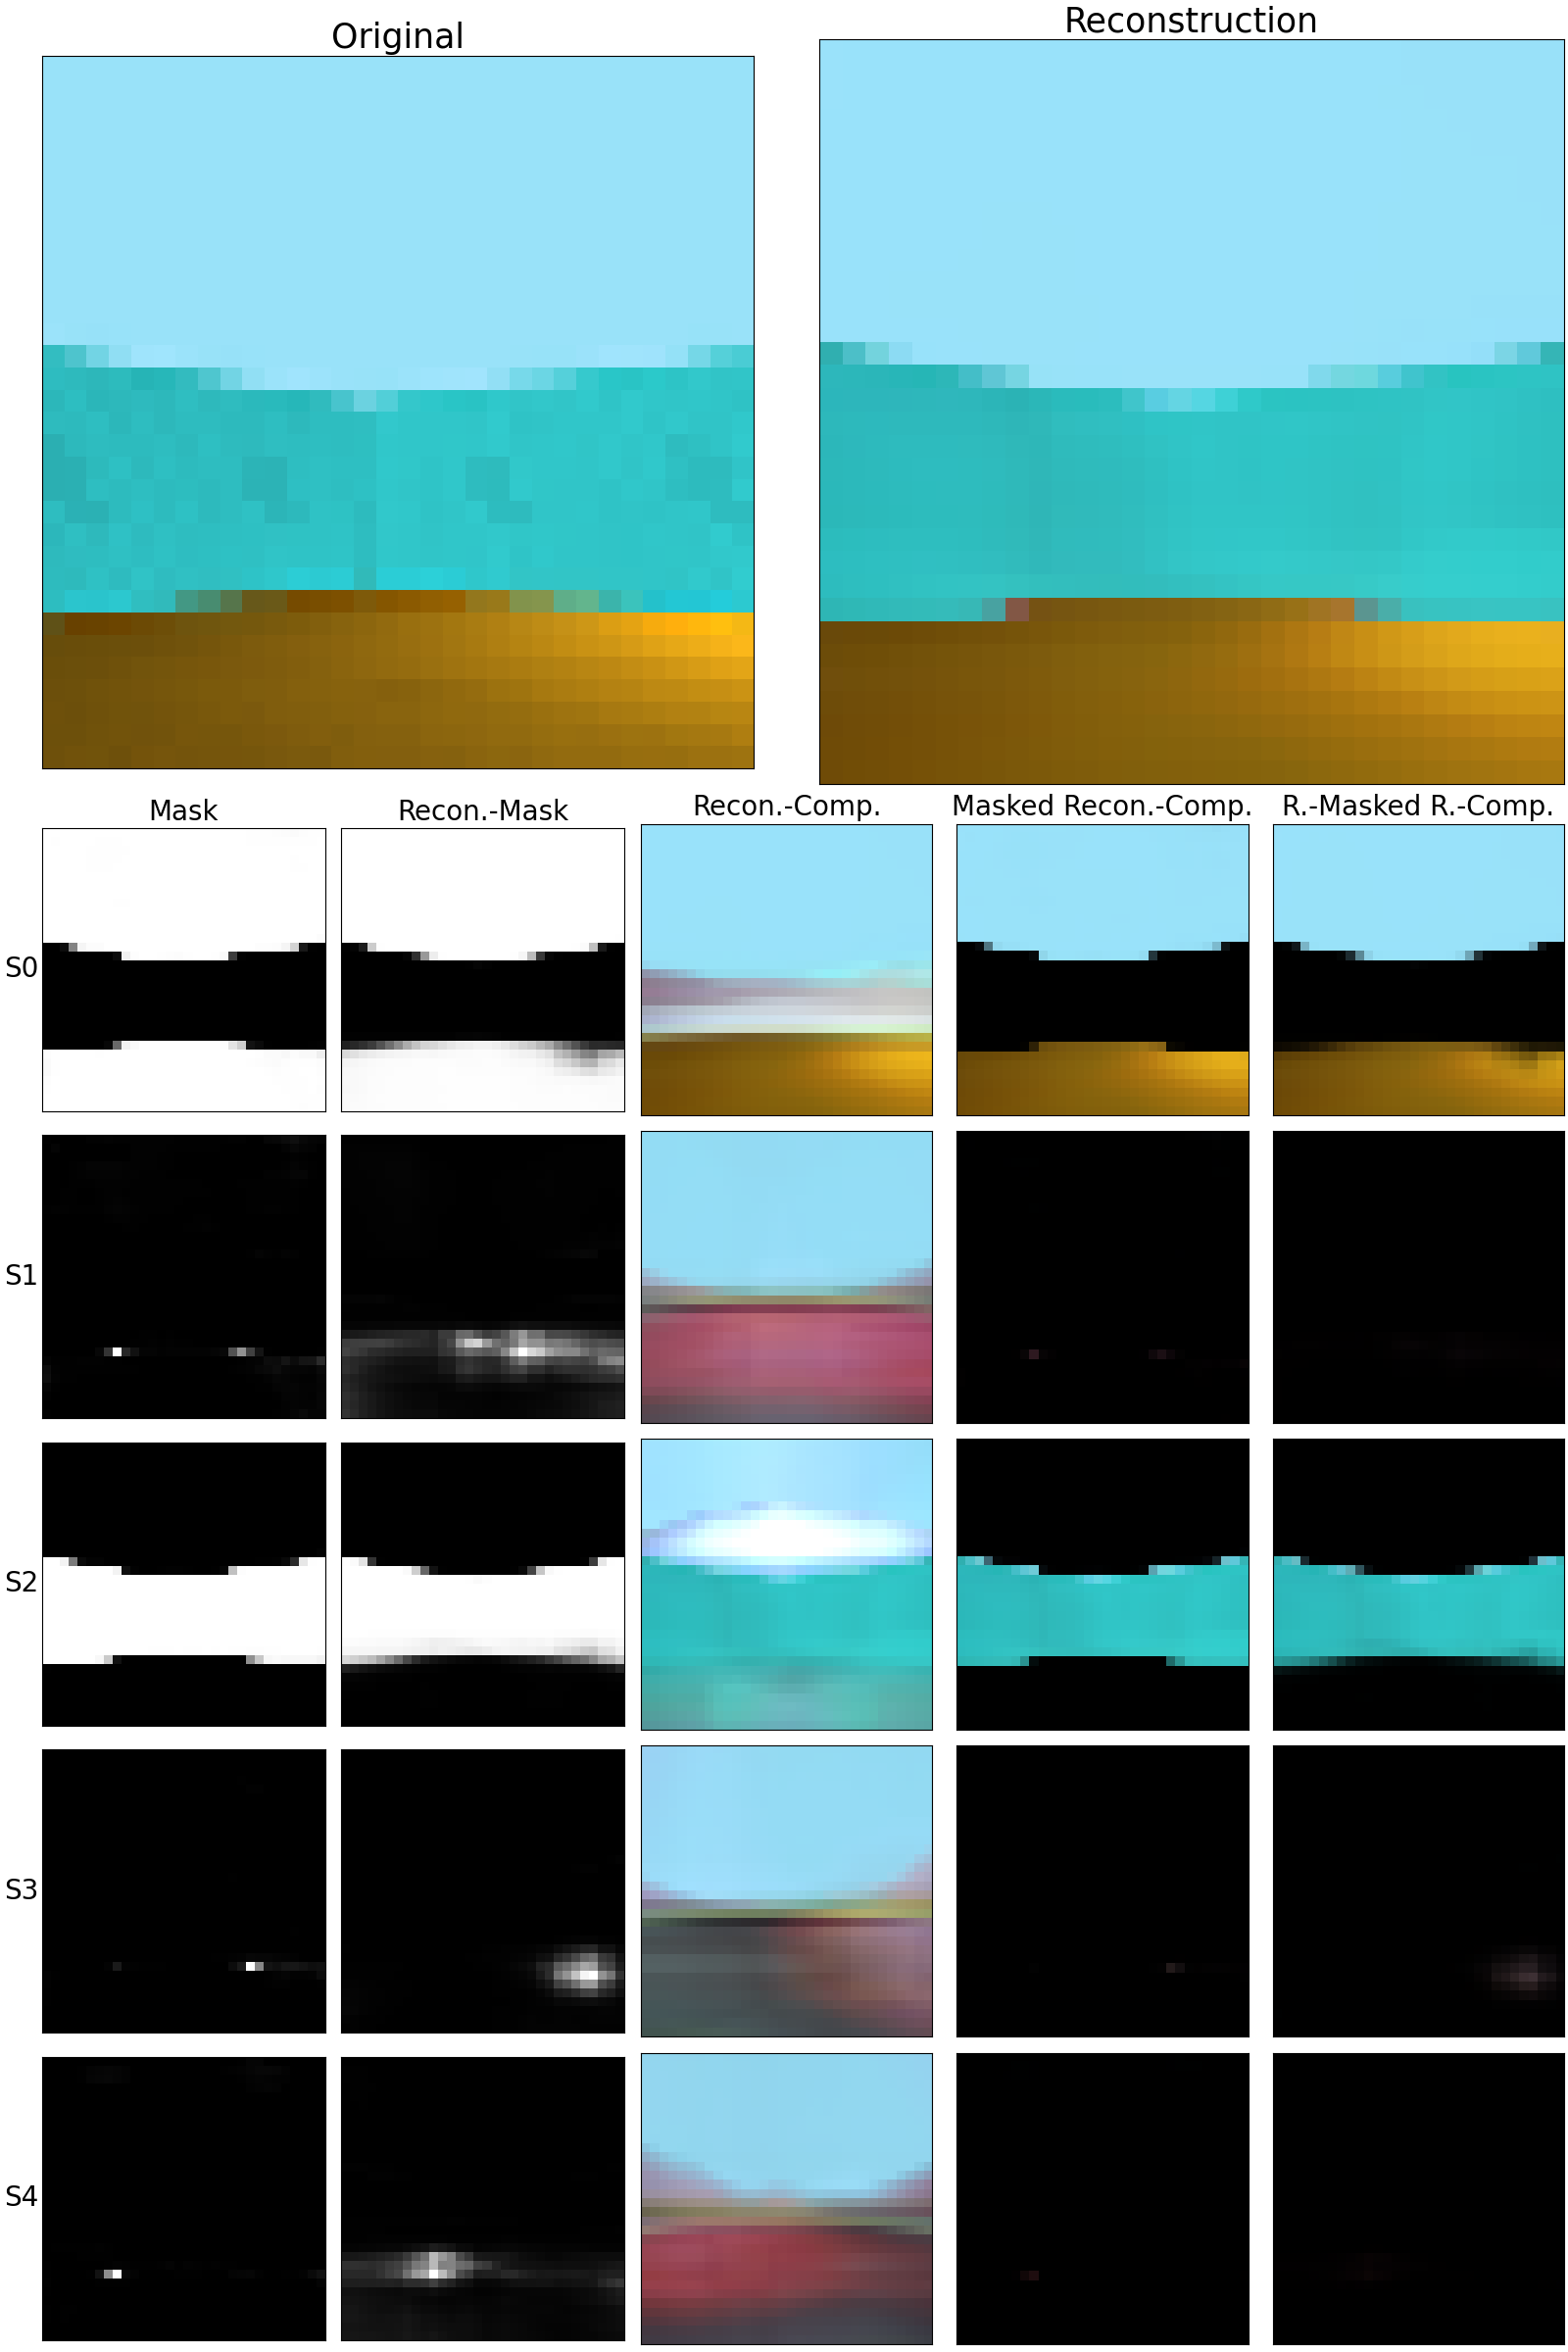 Original
Reconstruction
Mask
Recon.-Mask
Recon.-Comp.
Masked Recon.-Comp.
R.-Masked R.-Comp.
S0
S1
S2
S3
S4